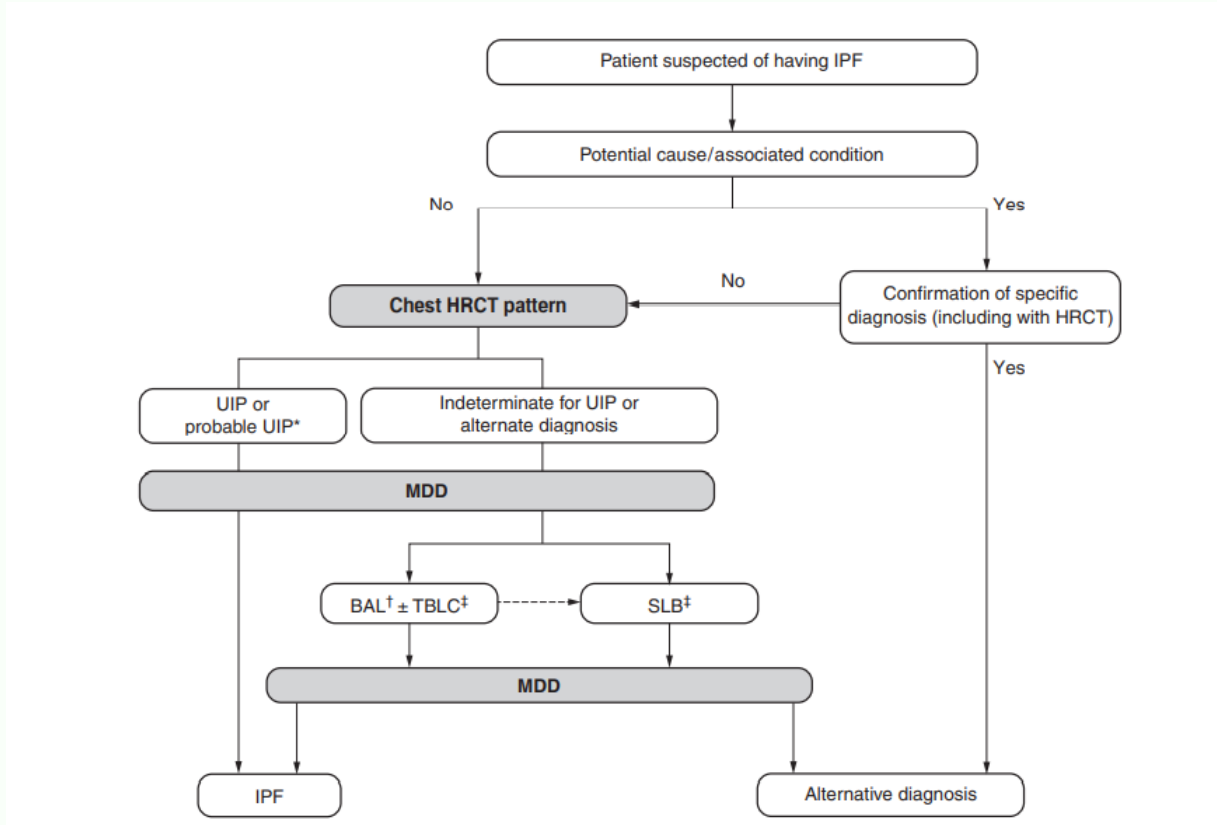 Patient suspected of having IPF
Potential cause/associated condition
No
Yes
No
Chest HRCT pattern
Confirmation of specific
diagnosis (including with HRCT)
Yes
UIP or
probable UIP*
Indeterminate for UIP or
alternate diagnosis
MDD
BAL† ± TBLC‡
SLB‡
MDD
IPF
Alternative diagnosis